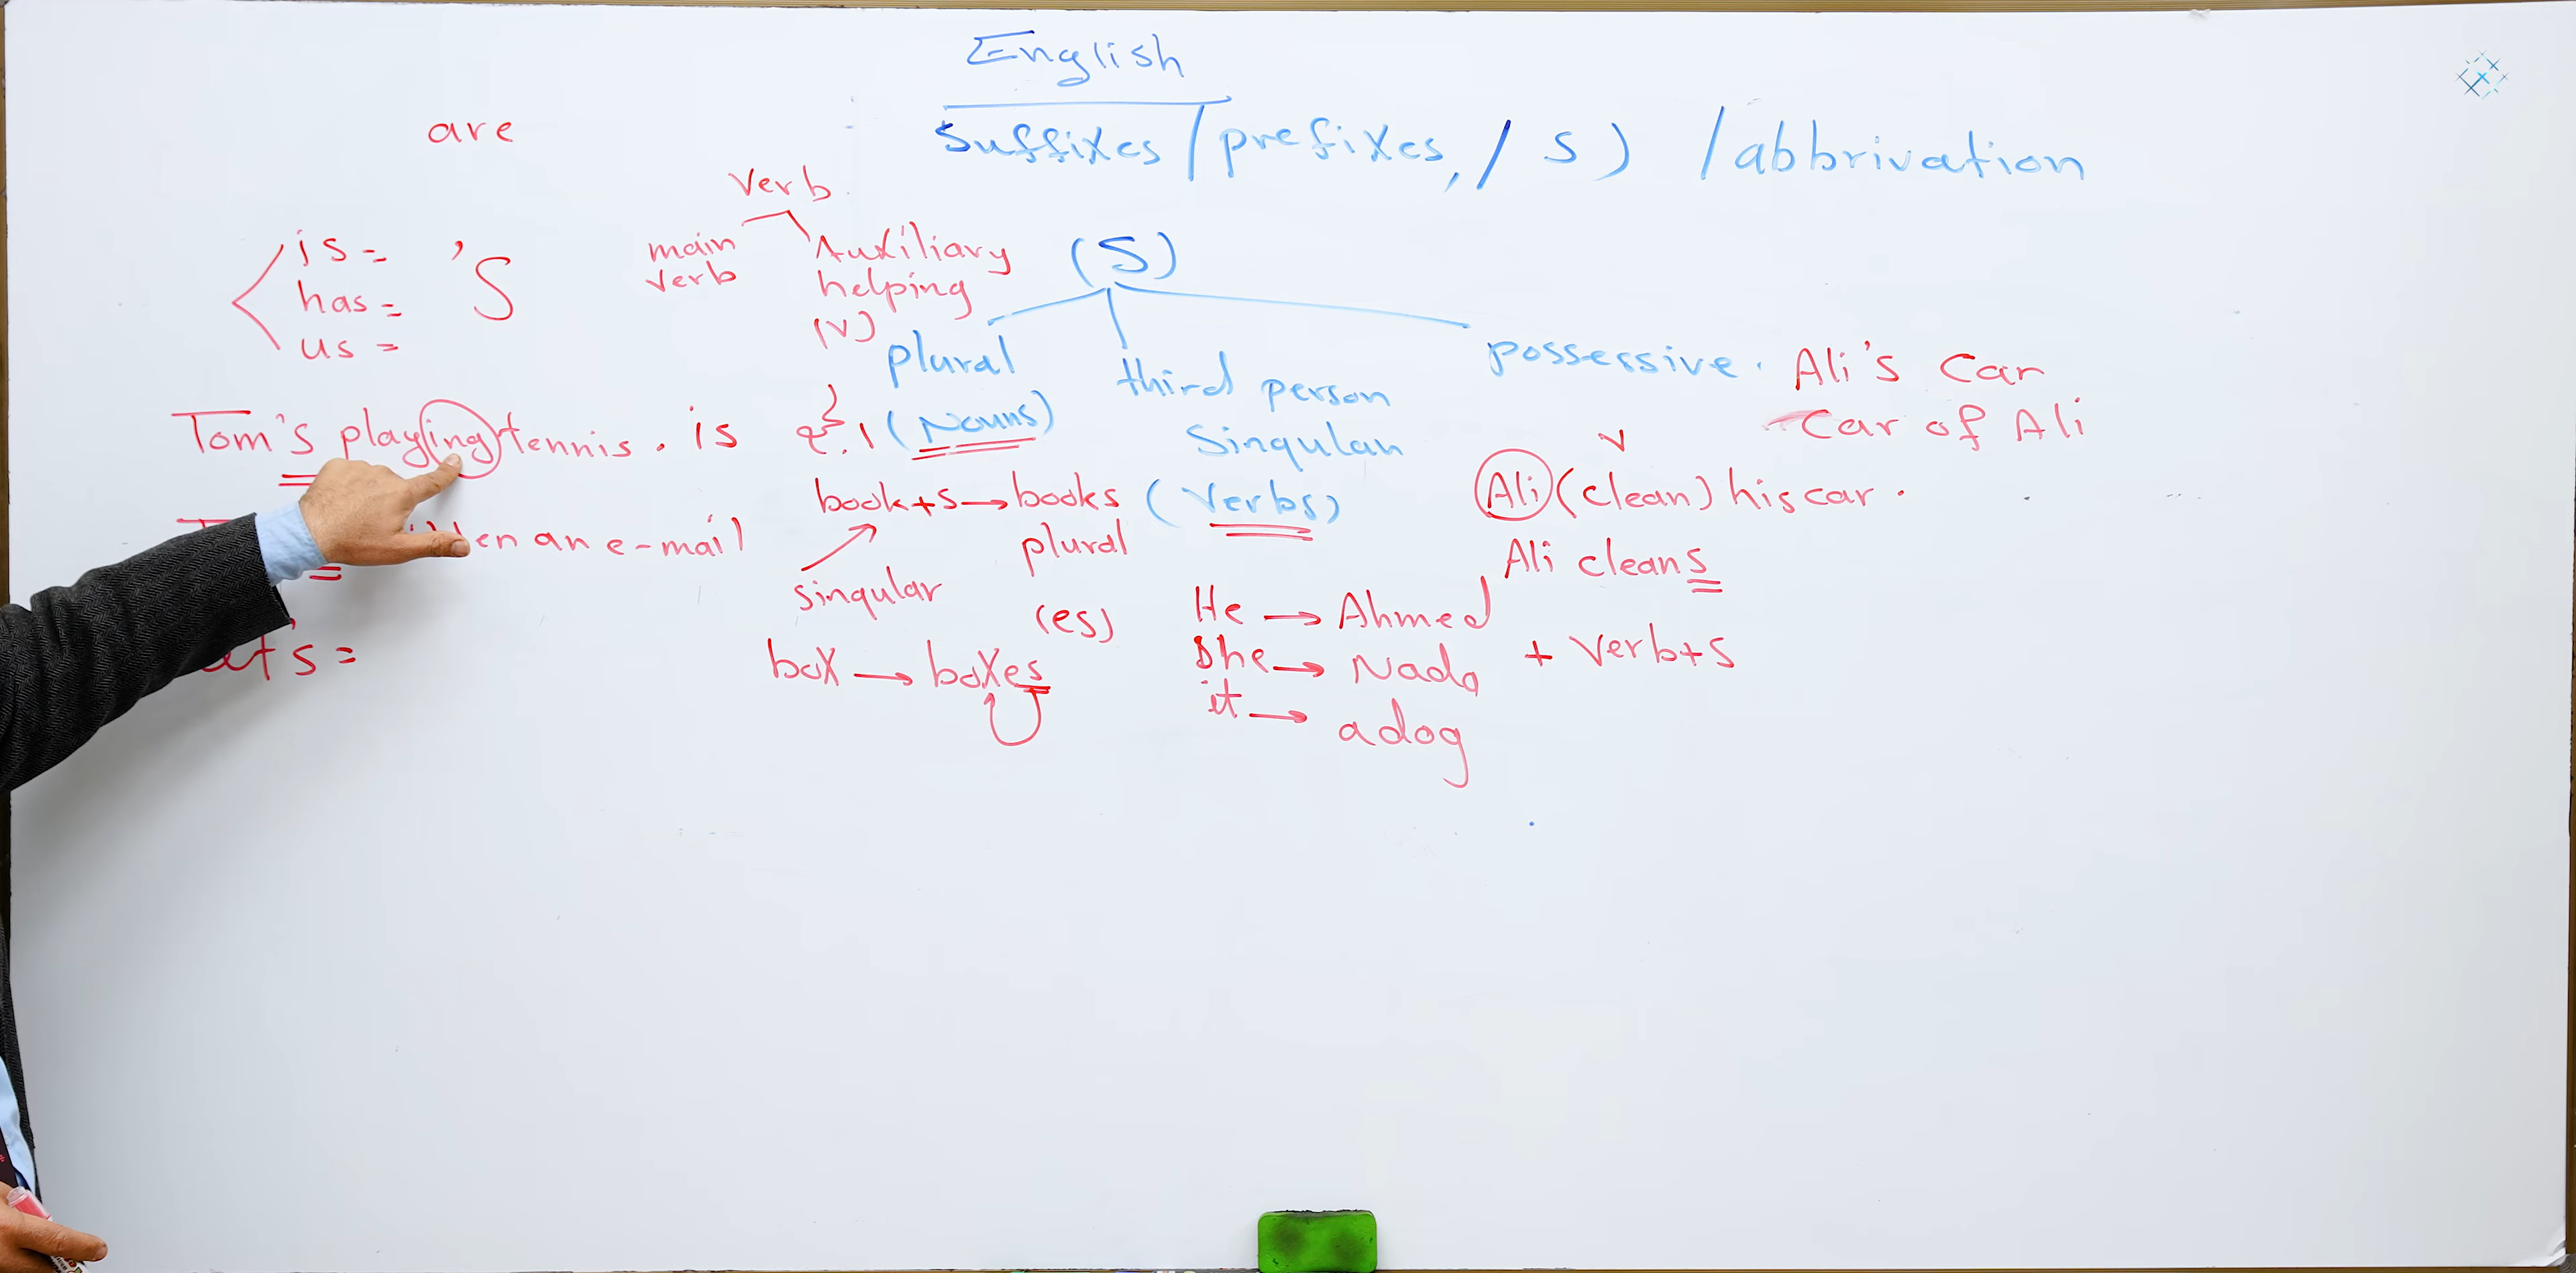 English
suffixes / prefixes, / s) / abbrivation
are
Verb
main verb
Auxiliary
helping
(v)
is =
has =
us =
's
(S)
plural
(Nouns)
third person
Singular
(Verbs)
possessive.
Ali's Car
Car of Ali
Tom's playing tennis. is
an e-mail
book+s → books
singular
plural
(es)
box → boxes
v
Ali (clean) his car.
Ali cleans
He → Ahmed
She → Nada
it → a dog
+ Verb+s
's =